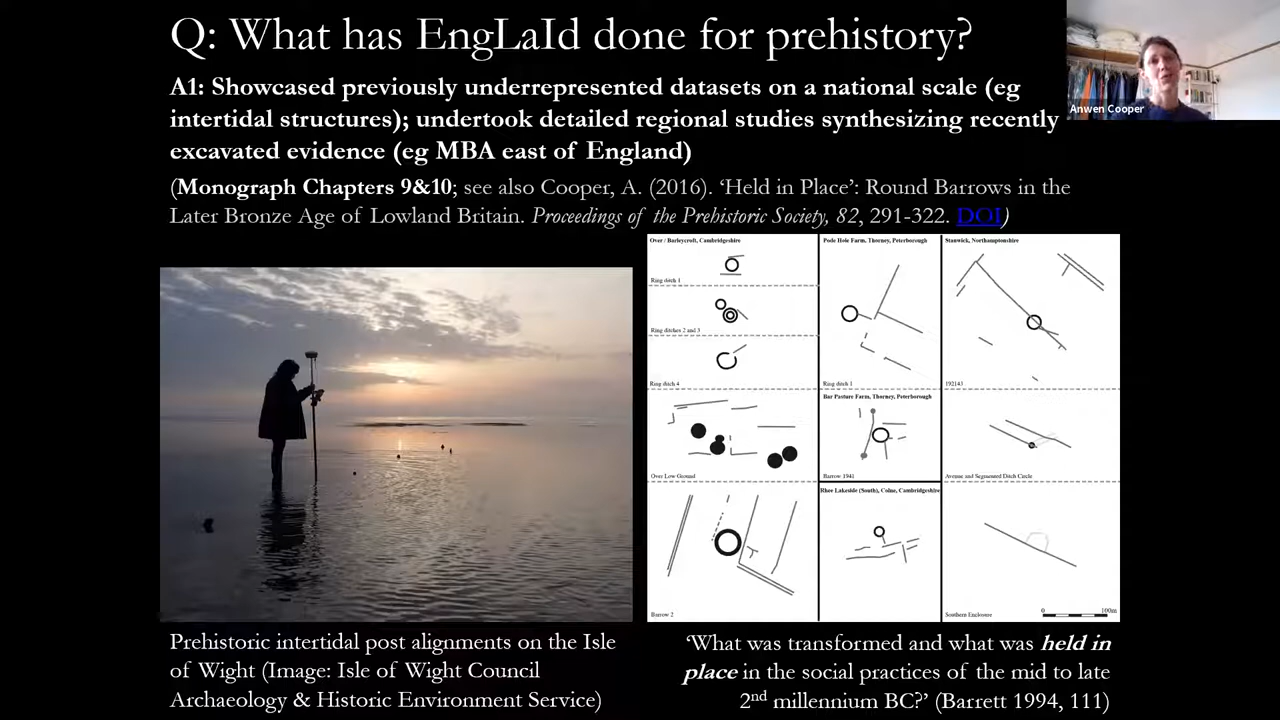 Q: What has EngLaId done for prehistory?
Anwen Cooper
A1: Showcased previously underrepresented datasets on a national scale (eg
intertidal structures); undertook detailed regional studies synthesizing recently
excavated evidence (eg MBA east of England)
(Monograph Chapters 9&10; see also Cooper, A. (2016). ‘Held in Place’: Round Barrows in the
Later Bronze Age of Lowland Britain. Proceedings of the Prehistoric Society, 82, 291-322. DOI)
Over / Barleycroft, Cambridgeshire
Ring ditch 1
Ring ditches 2 and 3
Ring ditch 4
Over Low Ground
Barrow 2
Pode Hole Farm, Thorney, Peterborough
Ring ditch 1
Bar Pasture Farm, Thorney, Peterborough
Barrow 1941
Rhee Lakeside (South), Colne, Cambridgeshire
Stanwick, Northamptonshire
192143
Avenue and Segmented Ditch Circle
Southern Enclosure
0 100m
Prehistoric intertidal post alignments on the Isle
of Wight (Image: Isle of Wight Council
Archaeology & Historic Environment Service)
‘What was transformed and what was held in
place in the social practices of the mid to late
2nd millennium BC?’ (Barrett 1994, 111)